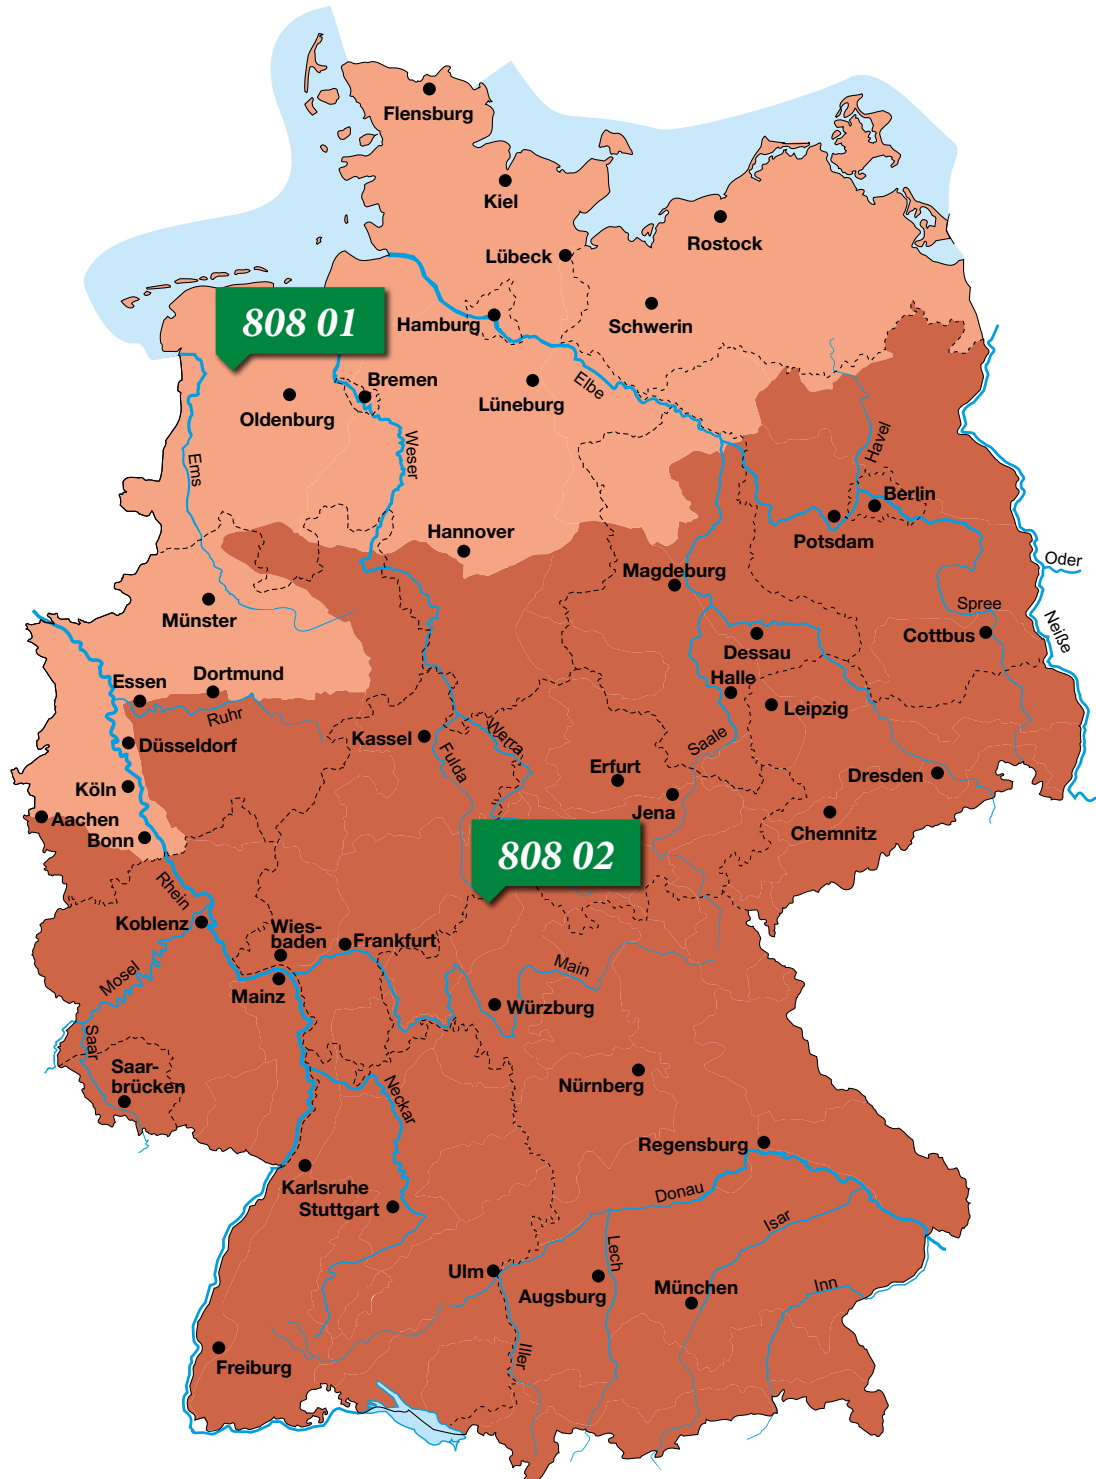 Flensburg
Kiel
Rostock
Lübeck
Schwerin
Hamburg
808 01
Bremen
Elbe
Lüneburg
Oldenburg
Weser
Ems
Havel
Berlin
Hannover
Potsdam
Oder
Magdeburg
Spree
Münster
Neiße
Cottbus
Dessau
Dortmund
Essen
Halle
Leipzig
Ruhr
Kassel
Düsseldorf
Werra
Saale
Fulda
Erfurt
Dresden
Köln
Jena
Aachen
Chemnitz
Bonn
808 02
Rhein
Koblenz
Wies-
baden
Frankfurt
Main
Mosel
Mainz
Würzburg
Saar
Saar-
brücken
Nürnberg
Neckar
Regensburg
Karlsruhe
Donau
Stuttgart
Isar
Lech
Ulm
Inn
München
Augsburg
Iller
Freiburg